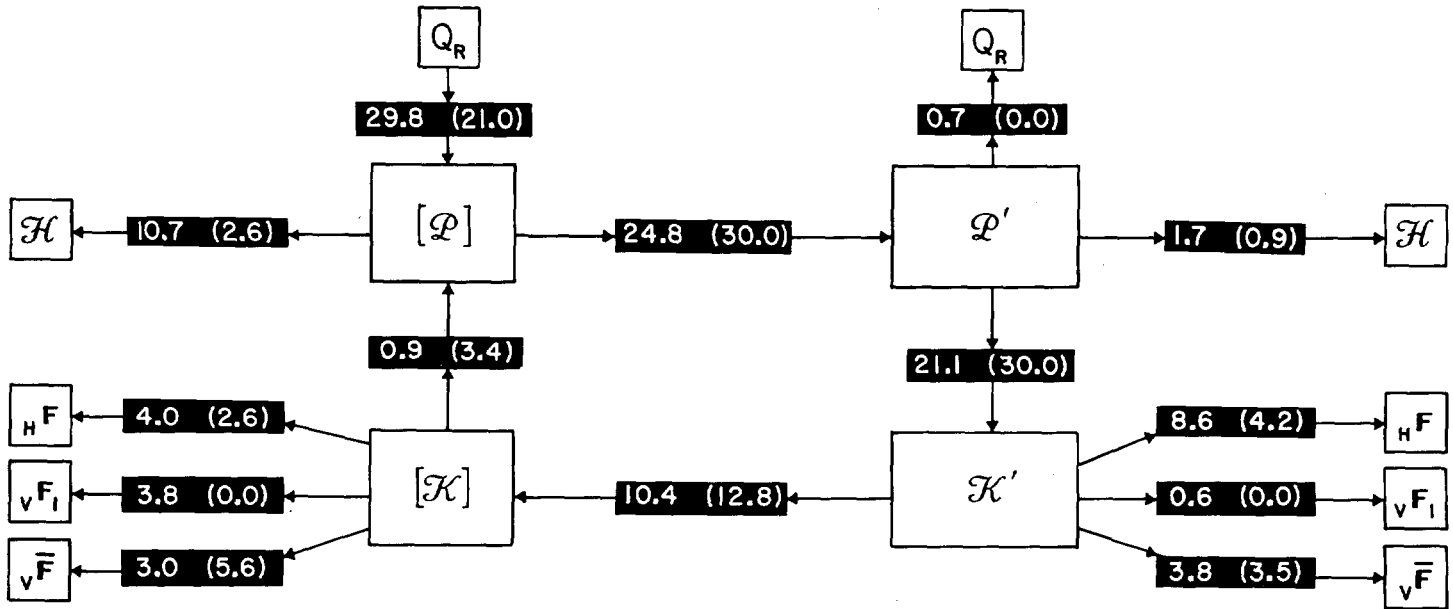 Q_R Q_R
29.8 (21.0) 0.7 (0.0)
ℋ 10.7 (2.6) [𝒫] 24.8 (30.0) 𝒫′ 1.7 (0.9) ℋ
0.9 (3.4) 21.1 (30.0)
_H F 4.0 (2.6) 8.6 (4.2) _H F
_V F_1 3.8 (0.0) [𝒦] 10.4 (12.8) 𝒦′ 0.6 (0.0) _V F_1
_V F̅ 3.0 (5.6) 3.8 (3.5) _V F̅